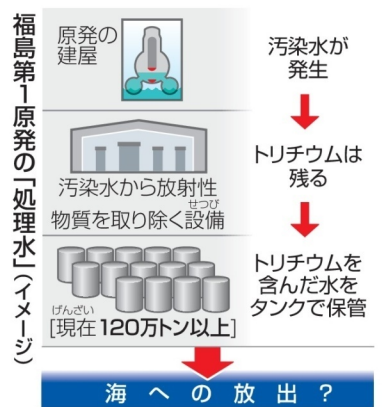 福島第1原発の「処理水」(イメージ)
原発の
建屋
汚染水が
発生
トリチウムは
残る
汚染水から放射性
せつび
物質を取り除く設備
トリチウムを
含んだ水を
タンクで保管
げんざい
[現在120万トン以上]
海への放出?